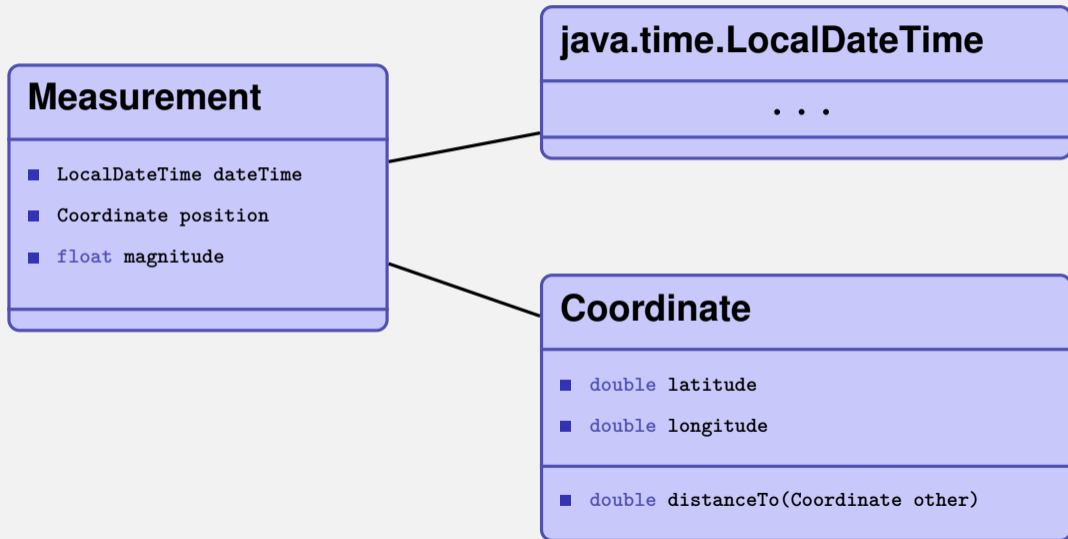 Measurement
LocalDateTime dateTime
Coordinate position
float magnitude
java.time.LocalDateTime
. . .
Coordinate
double latitude
double longitude
double distanceTo(Coordinate other)